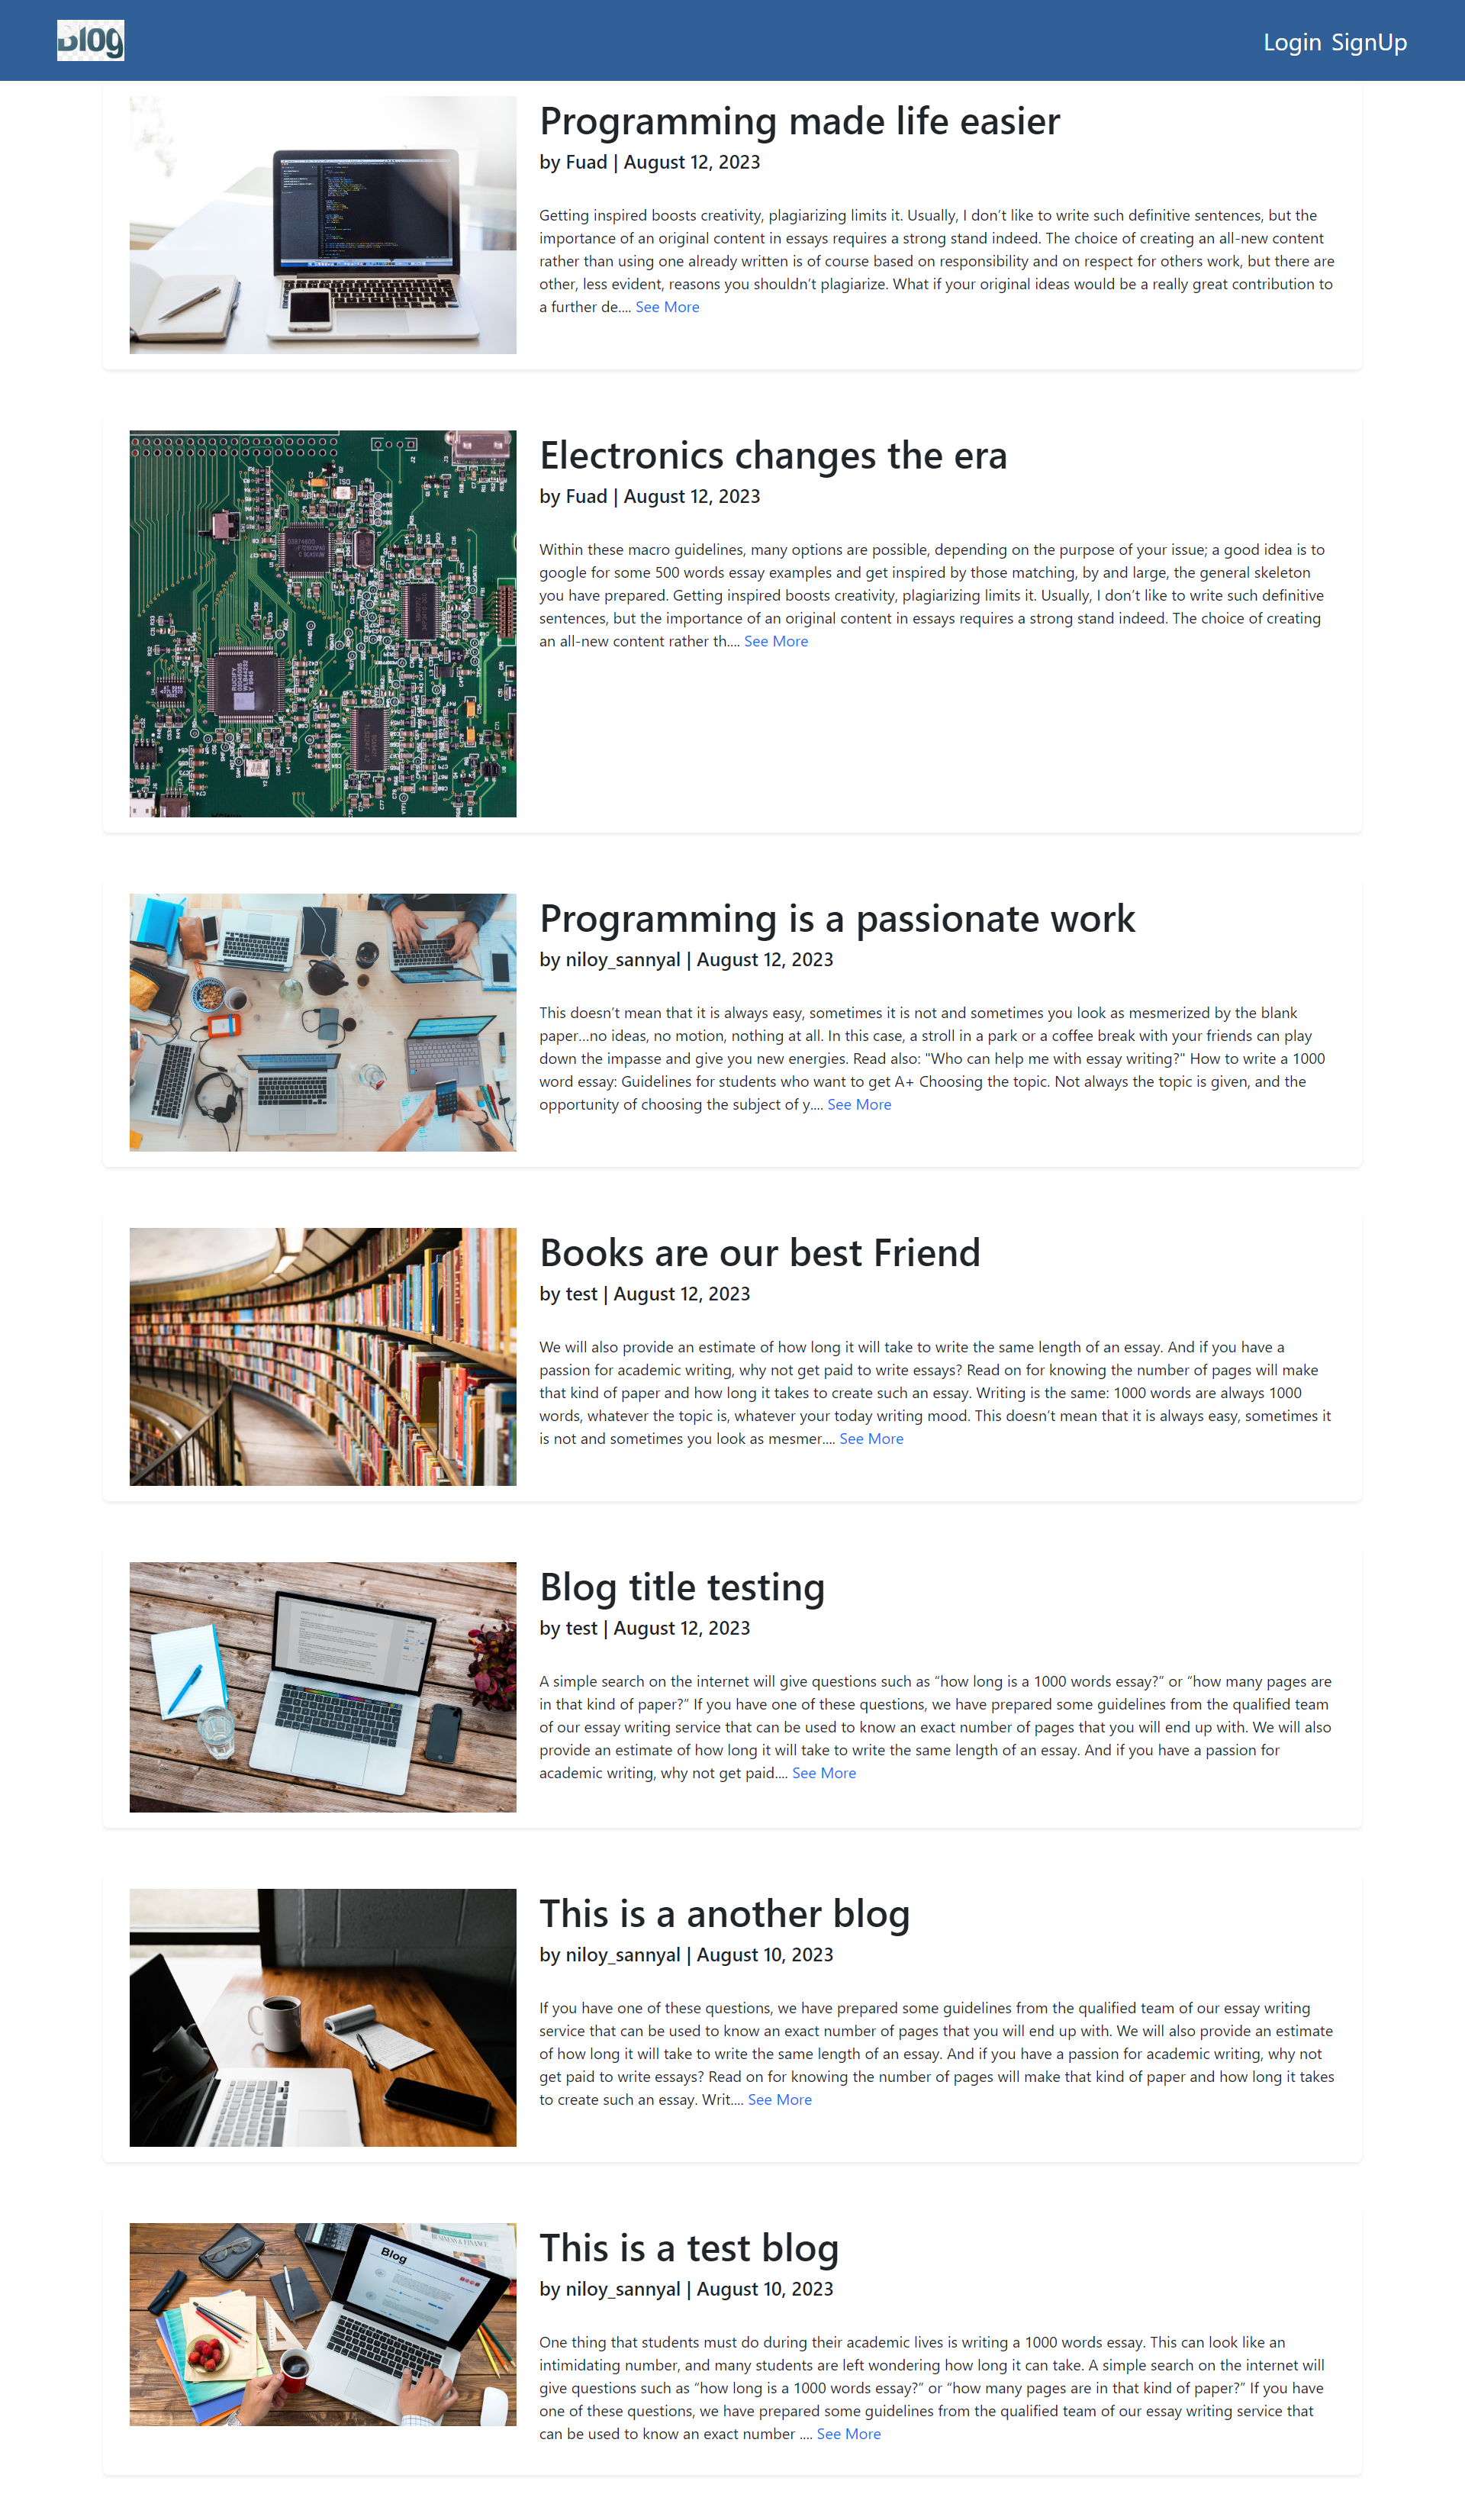 Blog
Login SignUp
Programming made life easier
by Fuad | August 12, 2023
Getting inspired boosts creativity, plagiarizing limits it. Usually, I don’t like to write such definitive sentences, but the
importance of an original content in essays requires a strong stand indeed. The choice of creating an all-new content
rather than using one already written is of course based on responsibility and on respect for others work, but there are
other, less evident, reasons you shouldn’t plagiarize. What if your original ideas would be a really great contribution to
a further de.... See More
Electronics changes the era
by Fuad | August 12, 2023
Within these macro guidelines, many options are possible, depending on the purpose of your issue; a good idea is to
google for some 500 words essay examples and get inspired by those matching, by and large, the general skeleton
you have prepared. Getting inspired boosts creativity, plagiarizing limits it. Usually, I don’t like to write such definitive
sentences, but the importance of an original content in essays requires a strong stand indeed. The choice of creating
an all-new content rather th.... See More
Programming is a passionate work
by niloy_sannyal | August 12, 2023
This doesn’t mean that it is always easy, sometimes it is not and sometimes you look as mesmerized by the blank
paper…no ideas, no motion, nothing at all. In this case, a stroll in a park or a coffee break with your friends can play
down the impasse and give you new energies. Read also: "Who can help me with essay writing?" How to write a 1000
word essay: Guidelines for students who want to get A+ Choosing the topic. Not always the topic is given, and the
opportunity of choosing the subject of y.... See More
Books are our best Friend
by test | August 12, 2023
We will also provide an estimate of how long it will take to write the same length of an essay. And if you have a
passion for academic writing, why not get paid to write essays? Read on for knowing the number of pages will make
that kind of paper and how long it takes to create such an essay. Writing is the same: 1000 words are always 1000
words, whatever the topic is, whatever your today writing mood. This doesn’t mean that it is always easy, sometimes it
is not and sometimes you look as mesmer.... See More
Blog title testing
by test | August 12, 2023
A simple search on the internet will give questions such as “how long is a 1000 words essay?” or “how many pages are
in that kind of paper?” If you have one of these questions, we have prepared some guidelines from the qualified team
of our essay writing service that can be used to know an exact number of pages that you will end up with. We will also
provide an estimate of how long it will take to write the same length of an essay. And if you have a passion for
academic writing, why not get paid.... See More
This is a another blog
by niloy_sannyal | August 10, 2023
If you have one of these questions, we have prepared some guidelines from the qualified team of our essay writing
service that can be used to know an exact number of pages that you will end up with. We will also provide an estimate
of how long it will take to write the same length of an essay. And if you have a passion for academic writing, why not
get paid to write essays? Read on for knowing the number of pages will make that kind of paper and how long it takes
to create such an essay. Writ.... See More
Blog
This is a test blog
by niloy_sannyal | August 10, 2023
One thing that students must do during their academic lives is writing a 1000 words essay. This can look like an
intimidating number, and many students are left wondering how long it can take. A simple search on the internet will
give questions such as “how long is a 1000 words essay?” or “how many pages are in that kind of paper?” If you have
one of these questions, we have prepared some guidelines from the qualified team of our essay writing service that
can be used to know an exact number .... See More